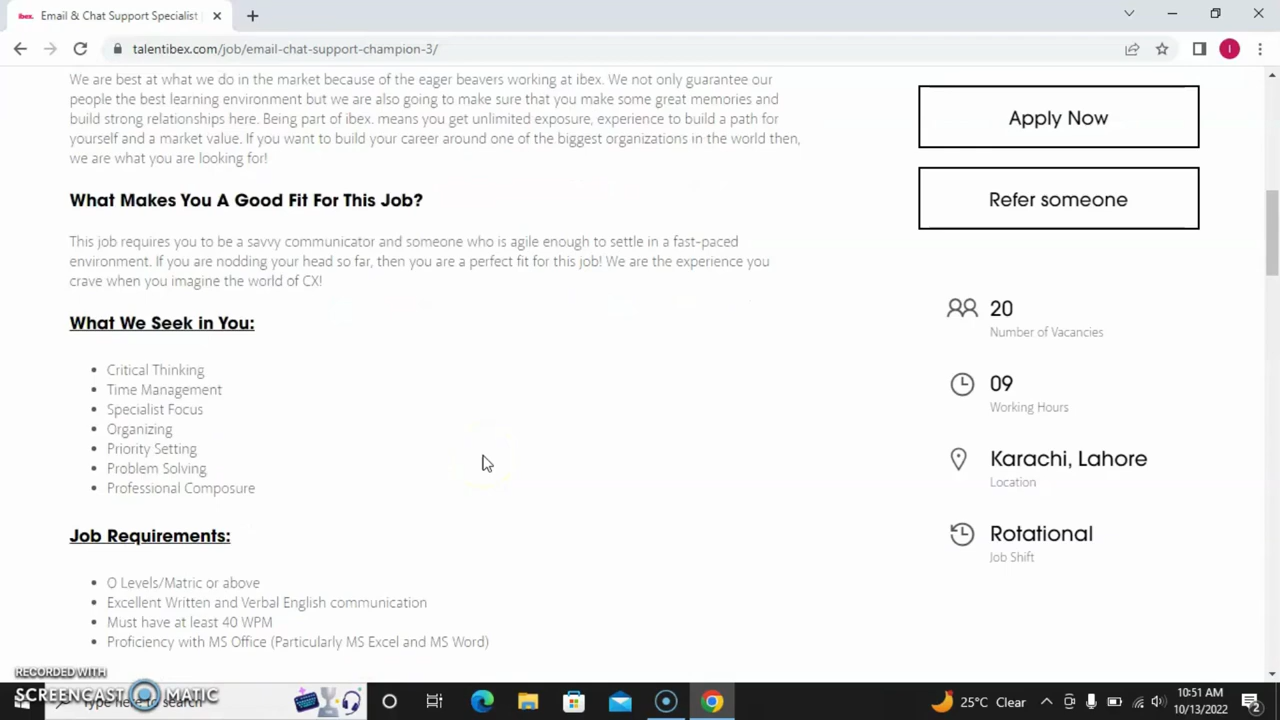 ibex. Email & Chat Support Specialist
talentibex.com/job/email-chat-support-champion-3/
I
We are best at what we do in the market because of the eager beavers working at ibex. We not only guarantee our
people the best learning environment but we are also going to make sure that you make some great memories and
build strong relationships here. Being part of ibex. means you get unlimited exposure, experience to build a path for
yourself and a market value. If you want to build your career around one of the biggest organizations in the world then,
we are what you are looking for!
What Makes You A Good Fit For This Job?
This job requires you to be a savvy communicator and someone who is agile enough to settle in a fast-paced
environment. If you are nodding your head so far, then you are a perfect fit for this job! We are the experience you
crave when you imagine the world of CX!
What We Seek in You:
Critical Thinking
Time Management
Specialist Focus
Organizing
Priority Setting
Problem Solving
Professional Composure
Job Requirements:
O Levels/Matric or above
Excellent Written and Verbal English communication
Must have at least 40 WPM
Proficiency with MS Office (Particularly MS Excel and MS Word)
Apply Now
Refer someone
20
Number of Vacancies
09
Working Hours
Karachi, Lahore
Location
Rotational
Job Shift
RECORDED WITH
SCREENCAST MATIC
Type here to search
25°C Clear
10:51 AM
10/13/2022
2